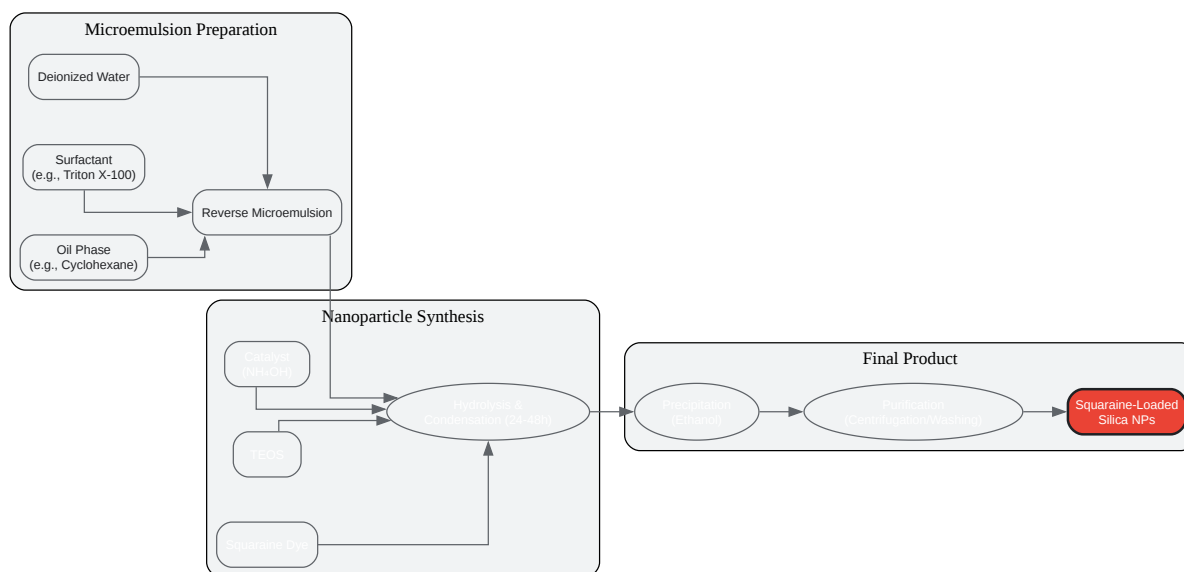 Microemulsion Preparation
Deionized Water
Surfactant
(e.g., Triton X-100)
Reverse Microemulsion
Oil Phase
(e.g., Cyclohexane)
Nanoparticle Synthesis
Catalyst
(NH₄OH)
Hydrolysis &
Condensation (24-48h)
TEOS
Squaraine Dye
Final Product
Precipitation
(Ethanol)
Purification
(Centrifugation/Washing)
Squaraine-Loaded
Silica NPs